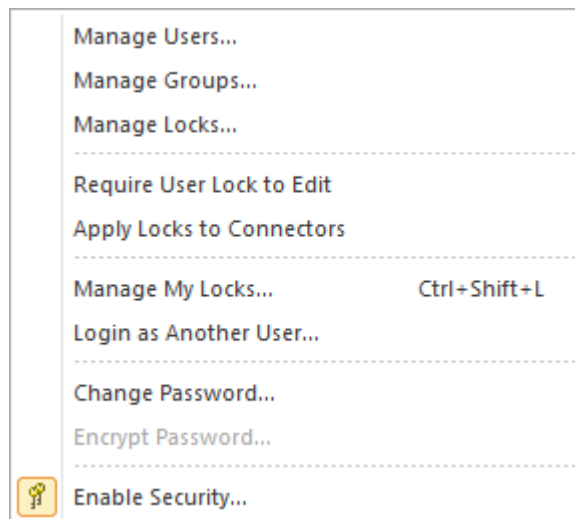 Manage Users...
Manage Groups...
Manage Locks...
Require User Lock to Edit
Apply Locks to Connectors
Manage My Locks... Ctrl+Shift+L
Login as Another User...
Change Password...
Encrypt Password...
Enable Security...